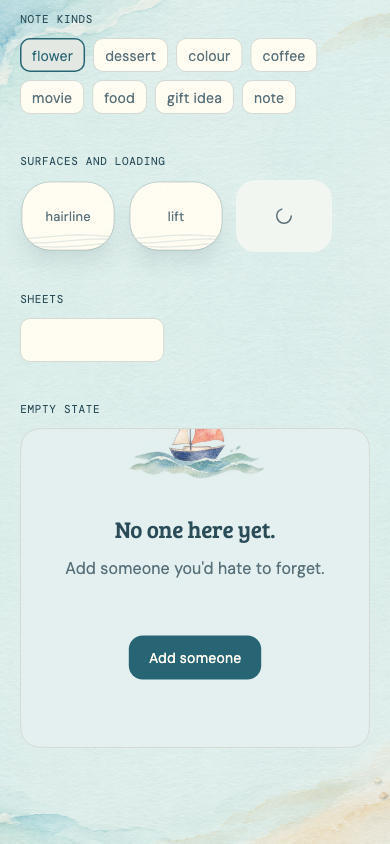 NOTE KINDS
flower dessert colour coffee
movie food gift idea note
SURFACES AND LOADING
hairline lift
SHEETS
EMPTY STATE
No one here yet.
Add someone you'd hate to forget.
Add someone